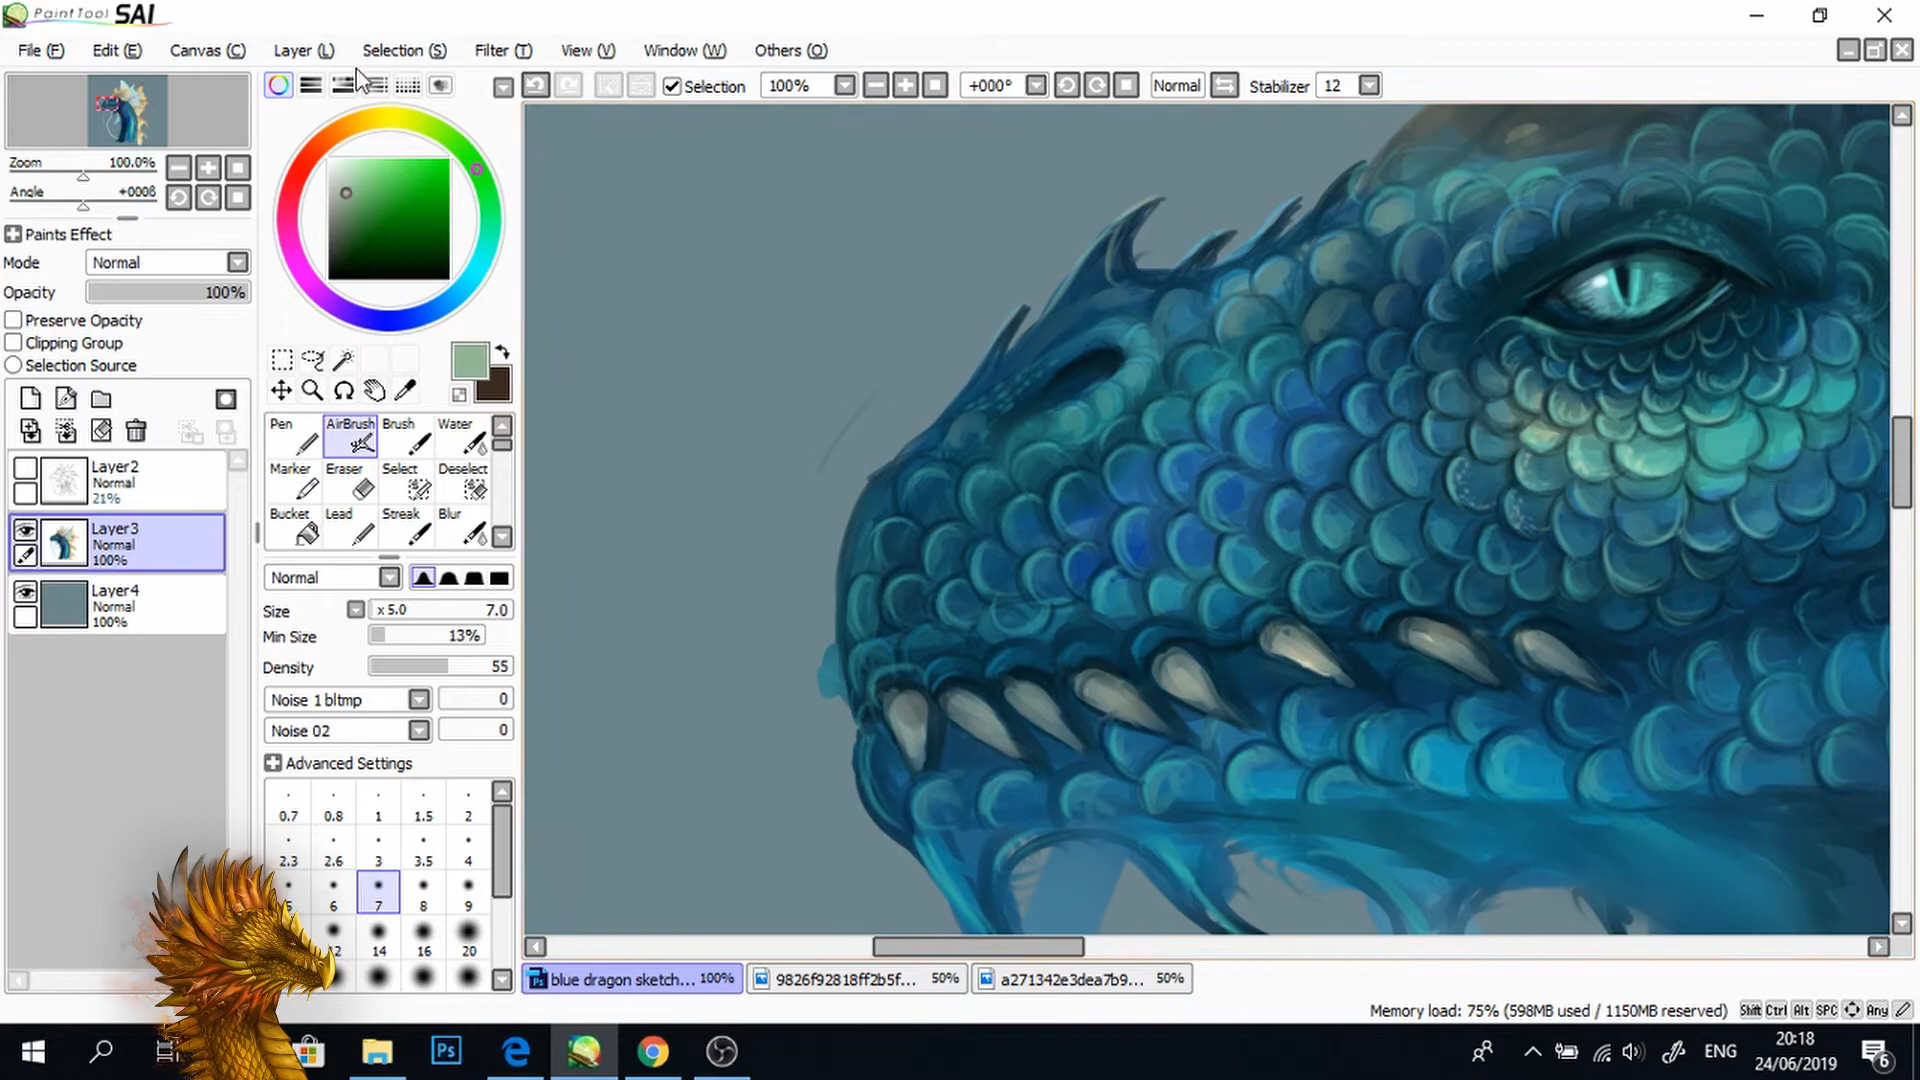 PaintTool SAI
File (F) Edit (E) Canvas (C) Layer (L) Selection (S) Filter (T) View (V) Window (W) Others (O)
Selection 100% +000° Normal Stabilizer 12
Zoom 100.0%
Angle +000ß
Paints Effect
Mode Normal
Opacity 100%
Preserve Opacity
Clipping Group
Selection Source
Layer2
Normal
21%
Layer3
Normal
100%
Layer4
Normal
100%
Pen AirBrush Brush Water
Marker Eraser Select Deselect
Bucket Lead Streak Blur
Normal
Size x 5.0 7.0
Min Size 13%
Density 55
Noise 1 bltmp 0
Noise 02 0
Advanced Settings
0.7 0.8 1 1.5 2
2.3 2.6 3 3.5 4
6 7 8 9
12 14 16 20
blue dragon sketch... 100% 9826f92818ff2b5f... 50% a271342e3dea7b9... 50%
Memory load: 75% (598MB used / 1150MB reserved) Shift Ctrl Alt SPC Any
Ps ENG 20:18
24/06/2019 6